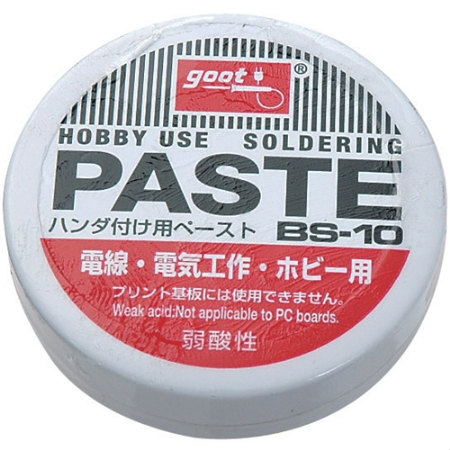 goot ®
HOBBY USE SOLDERING
PASTE
ハンダ付け用ペースト BS-10
電線・電気工作・ホビー用
プリント基板には使用できません。
Weak acid:Not applicable to PC boards.
弱酸性